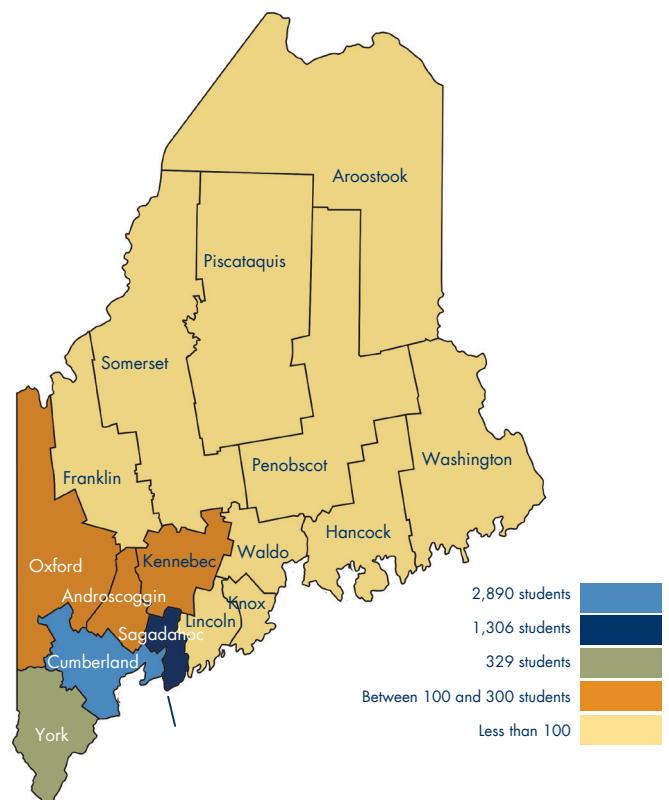 Aroostook
Piscataquis
Somerset
Washington
Penobscot
Franklin
Hancock
Waldo
Kennebec
Oxford
Androscoggin
Knox
Lincoln
Sagadahoc
Cumberland
York
2,890 students
1,306 students
329 students
Between 100 and 300 students
Less than 100